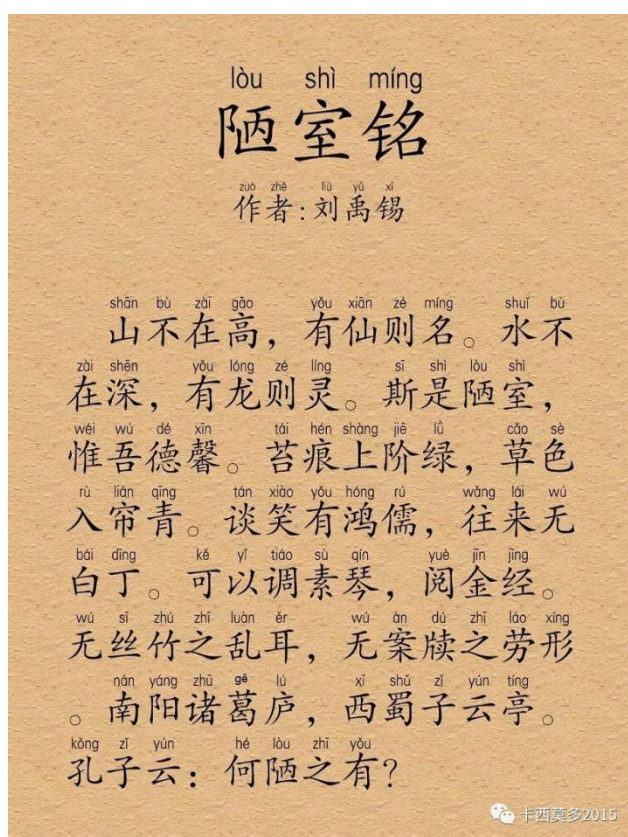 lòu shì míng
陋室铭
zuò zhě liú yǔ xī
作者:刘禹锡
shān bù zài gāo yǒu xiān zé míng shuǐ bù
山不在高，有仙则名。水不
zài shēn yǒu lóng zé líng sī shì lòu shì
在深，有龙则灵。斯是陋室，
wéi wú dé xīn tái hén shàng jiē lǜ cǎo sè
惟吾德馨。苔痕上阶绿，草色
rù lián qīng tán xiào yǒu hóng rú wǎng lái wú
入帘青。谈笑有鸿儒，往来无
bái dīng kě yǐ tiáo sù qín yuè jīn jīng
白丁。可以调素琴，阅金经。
wú sī zhú zhī luàn ěr wú àn dú zhī láo xíng
无丝竹之乱耳，无案牍之劳形
nán yáng zhū gě lú xī shǔ zǐ yún tíng
。南阳诸葛庐，西蜀子云亭。
kǒng zǐ yún hé lòu zhī yǒu
孔子云：何陋之有？
卡西莫多2015